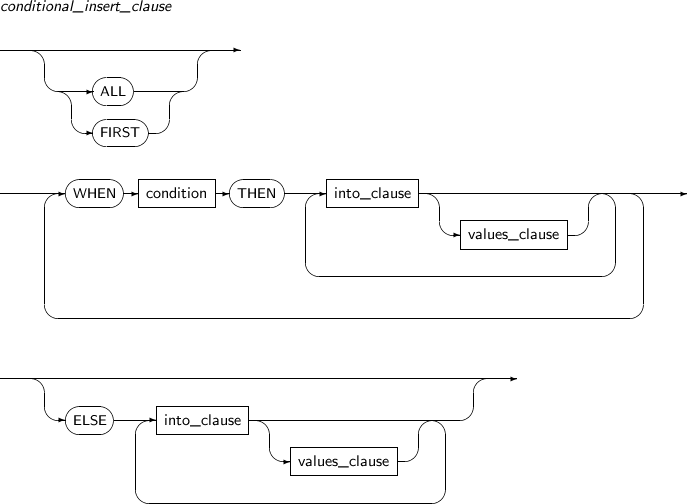 conditional_insert_clause
ALL
FIRST
WHEN condition THEN into_clause
values_clause
ELSE into_clause
values_clause